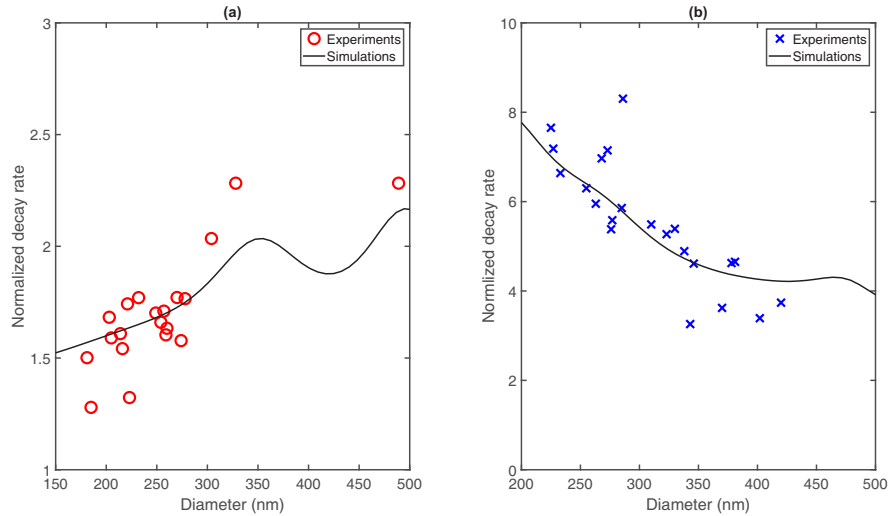 (a)
3
2.5
2
1.5
1
Normalized decay rate
150 200 250 300 350 400 450 500
Diameter (nm)
Experiments
Simulations
(b)
10
8
6
4
2
0
Normlized decay rate
200 250 300 350 400 450 500
Diameter (nm)
Experiments
Simulations